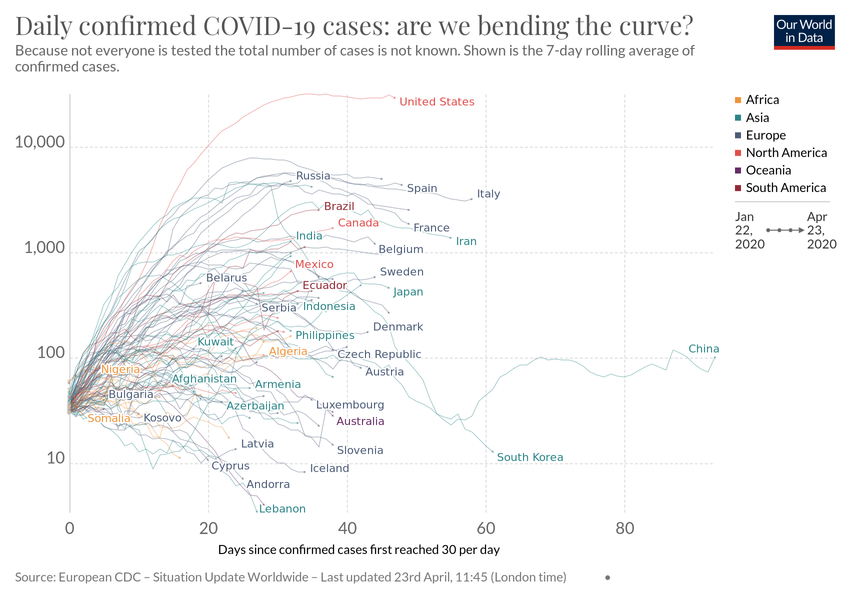 Daily confirmed COVID-19 cases: are we bending the curve?
Our World
in Data
Because not everyone is tested the total number of cases is not known. Shown is the 7-day rolling average of
confirmed cases.
United States
Africa
Asia
Europe
North America
Oceania
South America
Jan
22,
2020
Apr
23,
2020
10,000
1,000
100
10
Russia
Spain
Italy
Brazil
Canada
France
India
Iran
Belgium
Mexico
Sweden
Belarus
Ecuador
Japan
Serbia
Indonesia
Denmark
Philippines
Kuwait
China
Algeria
Czech Republic
Nigeria
Austria
Afghanistan
Armenia
Bulgaria
Azerbaijan
Luxembourg
Somalia
Kosovo
Australia
Latvia
Slovenia
South Korea
Cyprus
Iceland
Andorra
Lebanon
0
20
40
60
80
Days since confirmed cases first reached 30 per day
Source: European CDC – Situation Update Worldwide – Last updated 23rd April, 11:45 (London time)